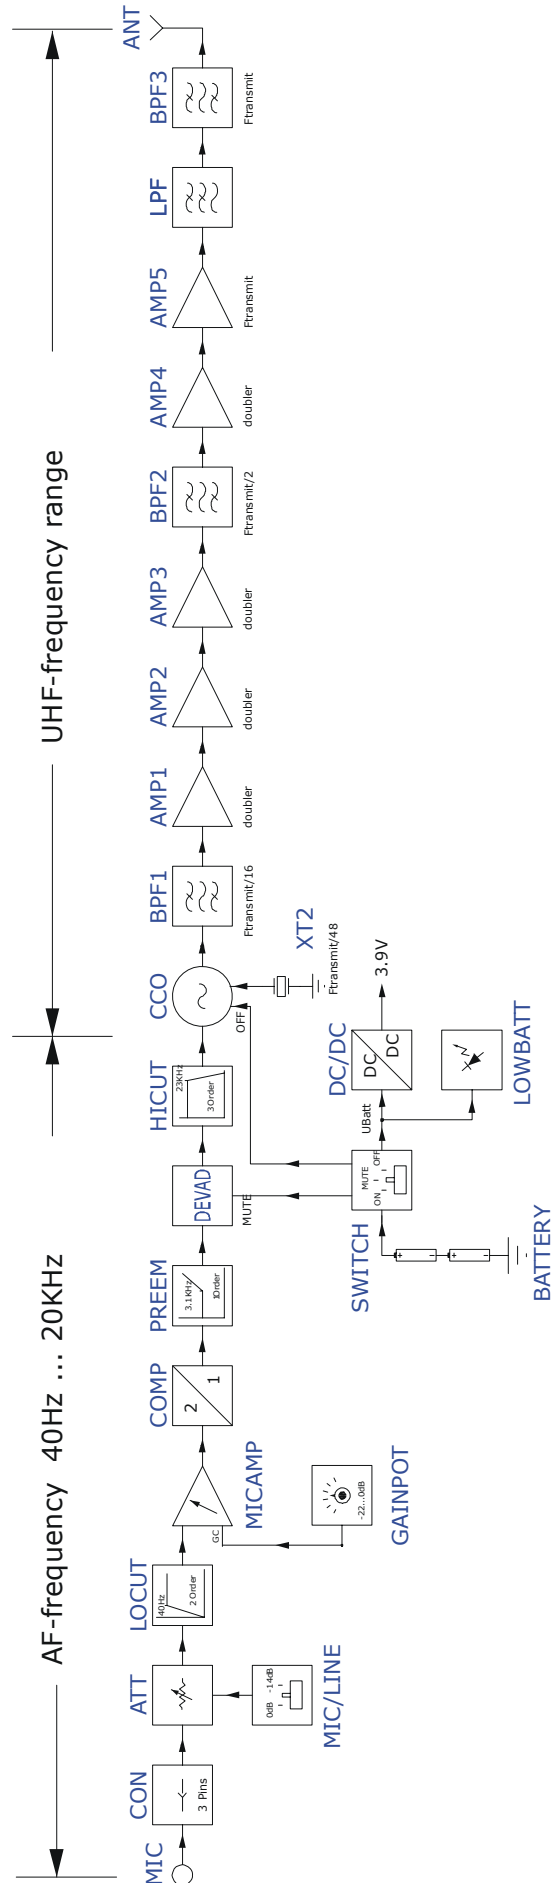 AF-frequency 40Hz ... 20KHz
UHF-frequency range
MIC
CON
3 Pins
ATT
MIC/LINE
0dB -14dB
LOCUT
40Hz
2 Order
MICAMP
GC
GAINPOT
-22...0dB
COMP
2
1
PREEM
3.1KHz
1Order
DEVAD
MUTE
HICUT
23KHz
3Order
CCO
OFF
XT2
Ftransmit/48
BPF1
Ftransmit/16
AMP1
doubler
AMP2
doubler
AMP3
doubler
BPF2
Ftransmit/2
AMP4
doubler
AMP5
Ftransmit
LPF
BPF3
Ftransmit
ANT
SWITCH
ON
MUTE
OFF
BATTERY
+ - + -
UBatt
DC/DC
DC
DC
3.9V
LOWBATT